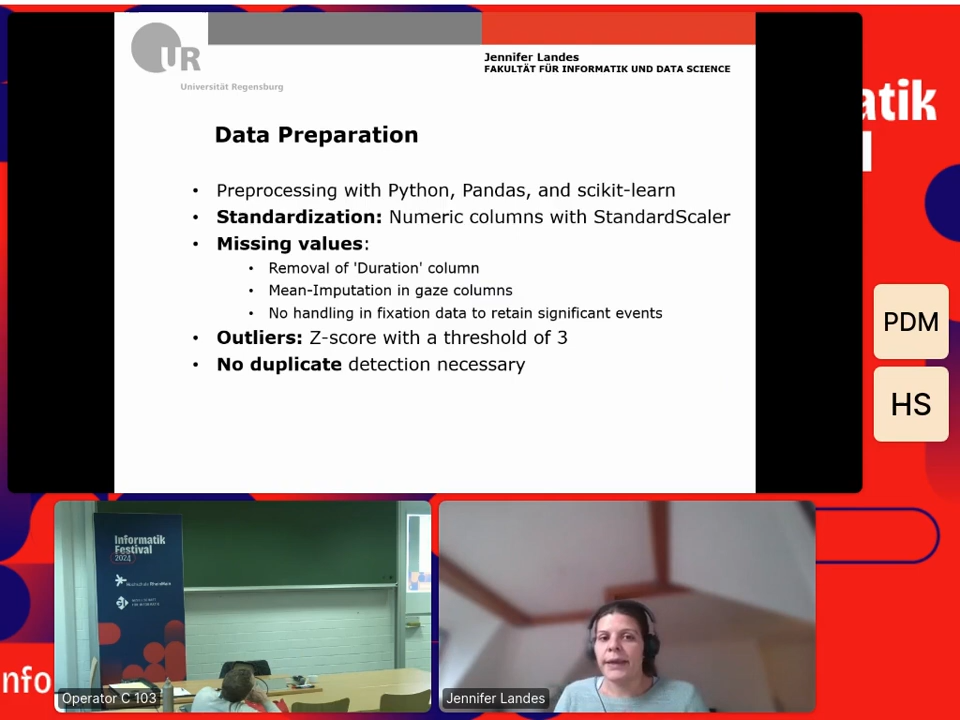 UR
Universität Regensburg
Jennifer Landes
FAKULTÄT FÜR INFORMATIK UND DATA SCIENCE
Data Preparation
• Preprocessing with Python, Pandas, and scikit-learn
• Standardization: Numeric columns with StandardScaler
• Missing values:
• Removal of 'Duration' column
• Mean-Imputation in gaze columns
• No handling in fixation data to retain significant events
• Outliers: Z-score with a threshold of 3
• No duplicate detection necessary
atik
PDM
HS
Informatik
Festival
2024
Hochschule RheinMain
nfo
Operator C 103
Jennifer Landes